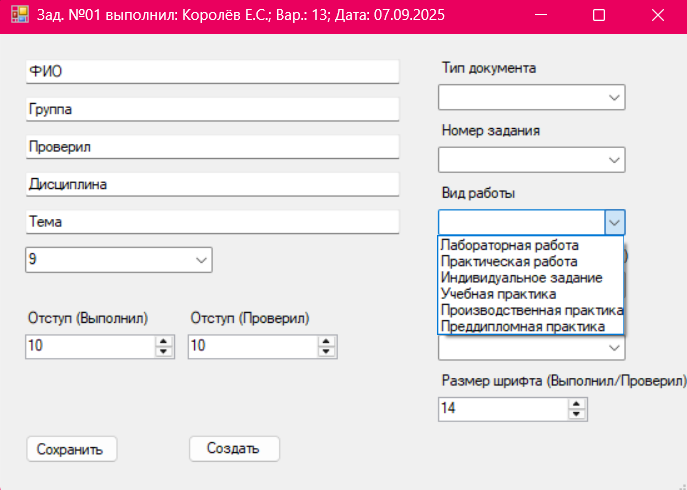 Зад. №01 выполнил: Королёв Е.С.; Вар.: 13; Дата: 07.09.2025
ФИО
Группа
Проверил
Дисциплина
Тема
9
Отступ (Выполнил) Отступ (Проверил)
10 10
Сохранить Создать
Тип документа
Номер задания
Вид работы
Лабораторная работа
Практическая работа
Индивидуальное задание
Учебная практика
Производственная практика
Преддипломная практика
Размер шрифта (Выполнил/Проверил)
14